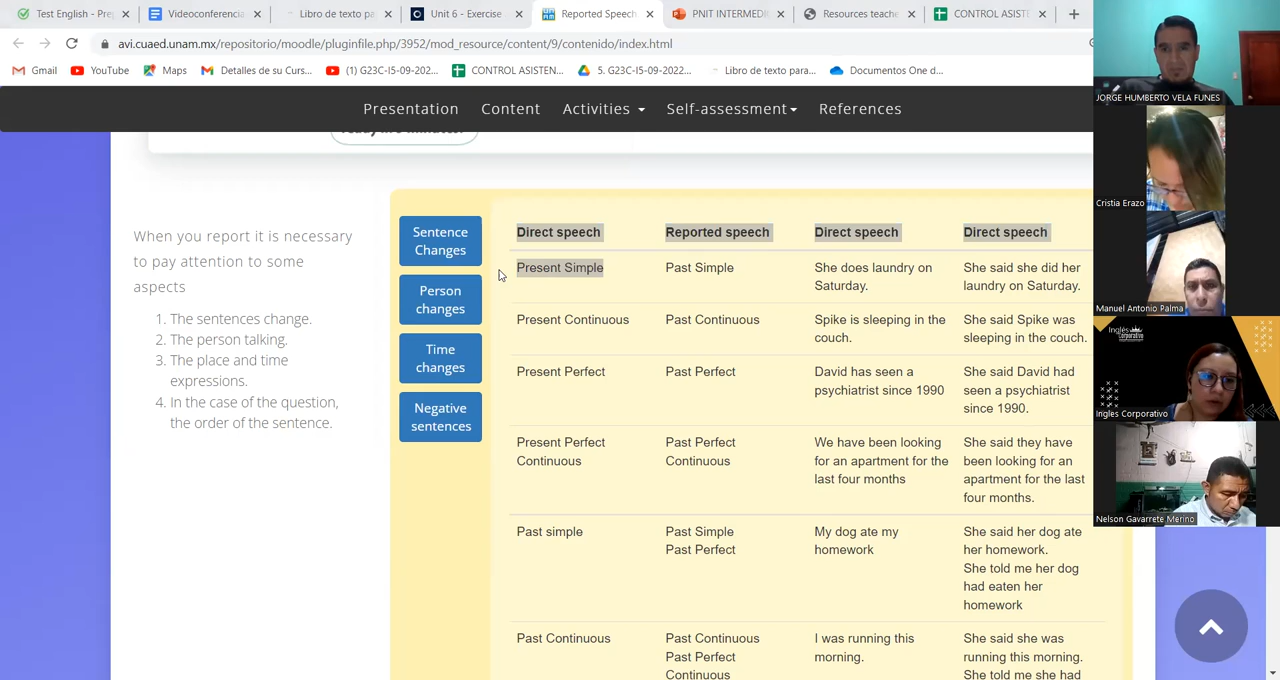 Test English - Prep
Videoconferencia
Libro de texto pa
Unit 6 - Exercise
Reported Speech
PNIT INTERMEDI
Resources teache
CONTROL ASISTE
avi.cuaed.unam.mx/repositorio/moodle/pluginfile.php/3952/mod_resource/content/9/contenido/index.html
Gmail
YouTube
Maps
Detalles de su Curs...
(1) G23C-I5-09-202...
CONTROL ASISTEN...
5. G23C-I5-09-2022...
Libro de texto para...
Documentos One d...
Presentation
Content
Activities
Self-assessment
References
When you report it is necessary
to pay attention to some
aspects
1. The sentences change.
2. The person talking.
3. The place and time
expressions.
4. In the case of the question,
the order of the sentence.
Sentence
Changes
Person
changes
Time
changes
Negative
sentences
Direct speech Reported speech Direct speech Direct speech
Present Simple
Past Simple
She does laundry on
Saturday.
She said she did her
laundry on Saturday.
Present Continuous
Past Continuous
Spike is sleeping in the
couch.
She said Spike was
sleeping in the couch.
Present Perfect
Past Perfect
David has seen a
psychiatrist since 1990
She said David had
seen a psychiatrist
since 1990.
Present Perfect
Continuous
Past Perfect
Continuous
We have been looking
for an apartment for the
last four months
She said they have
been looking for an
apartment for the last
four months.
Past simple
Past Simple
Past Perfect
My dog ate my
homework
She said her dog ate
her homework.
She told me her dog
had eaten her
homework
Past Continuous
Past Continuous
Past Perfect
Continuous
I was running this
morning.
She said she was
running this morning.
She told me she had
JORGE HUMBERTO VELA FUNES
Cristia Erazo
Manuel Antonio Palma
Inglés
Corporativo
Ingles Corporativo
Nelson Gavarrete Merino